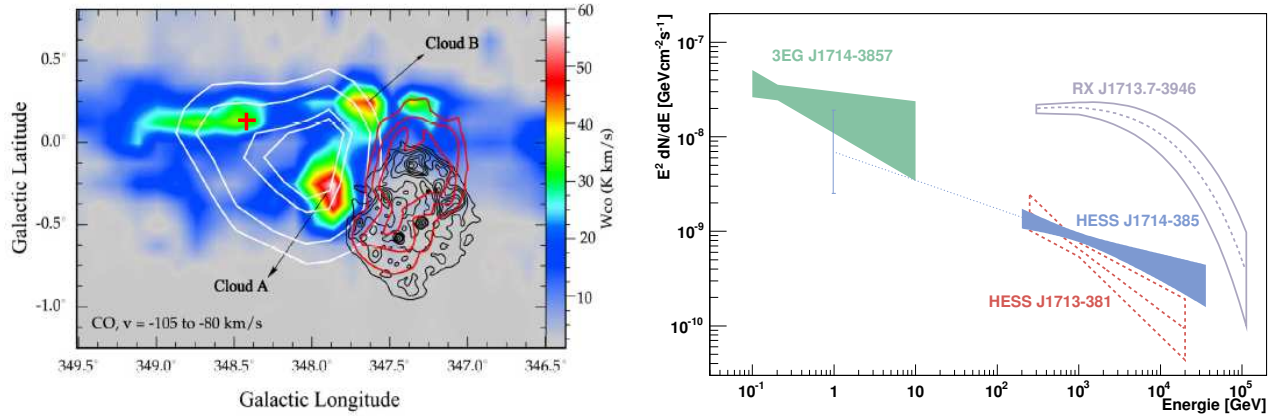 0.5°
0.0°
-0.5°
-1.0°
Galactic Latitude
Cloud B
Cloud A
CO, v = -105 to -80 km/s
349.5
349.0°
348.5°
348.0°
347.5°
347.0°
346.5°
Galactic Longitude
60
50
40
30
20
10
Wco (K km/s)
E² dN/dE [GeVcm⁻²s⁻¹]
10⁻⁷
10⁻⁸
10⁻⁹
10⁻¹⁰
3EG J1714-3857
RX J1713.7-3946
HESS J1714-385
HESS J1713-381
10⁻¹
1
10
10²
10³
10⁴
10⁵
Energie [GeV]